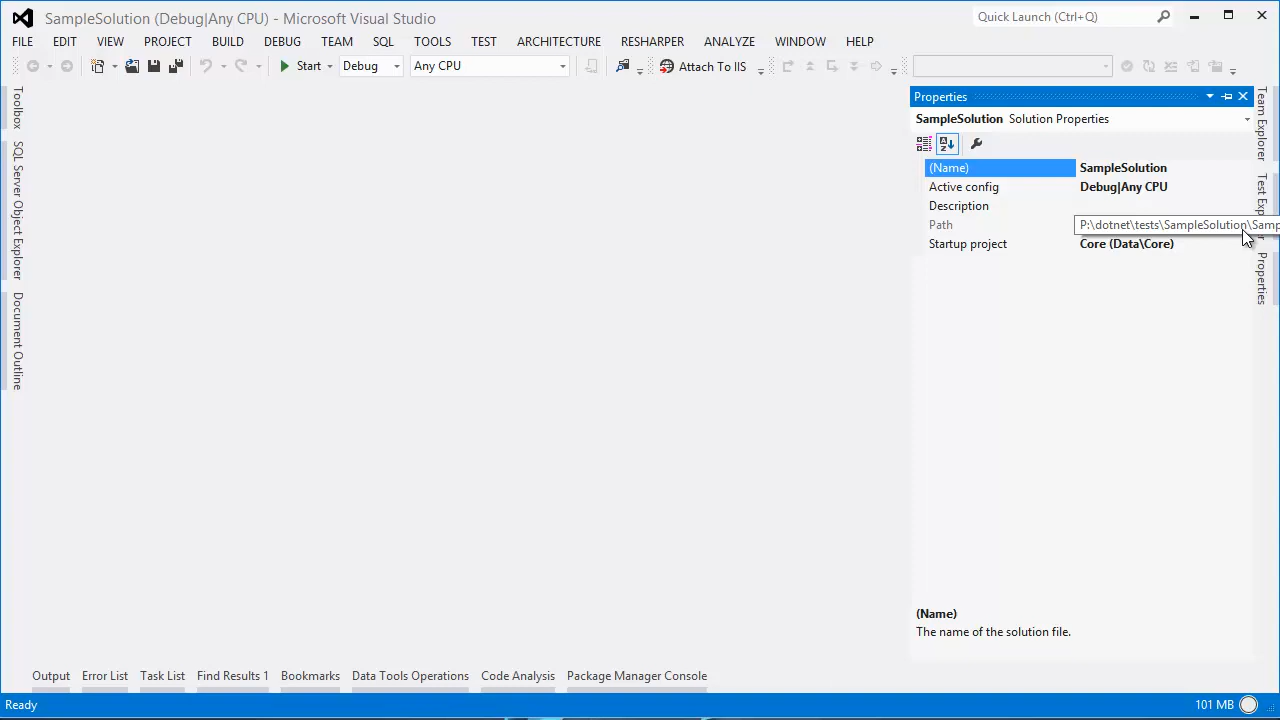 SampleSolution (Debug|Any CPU) - Microsoft Visual Studio
Quick Launch (Ctrl+Q)
FILE EDIT VIEW PROJECT BUILD DEBUG TEAM SQL TOOLS TEST ARCHITECTURE RESHARPER ANALYZE WINDOW HELP
Start Debug Any CPU Attach To IIS
Toolbox
SQL Server Object Explorer
Document Outline
Properties
SampleSolution Solution Properties
(Name) SampleSolution
Active config Debug|Any CPU
Description
Path P:\dotnet\tests\SampleSolution\Samp
Startup project Core (Data\Core)
(Name)
The name of the solution file.
Team Explorer
Test Exp
Properties
Output Error List Task List Find Results 1 Bookmarks Data Tools Operations Code Analysis Package Manager Console
Ready 101 MB